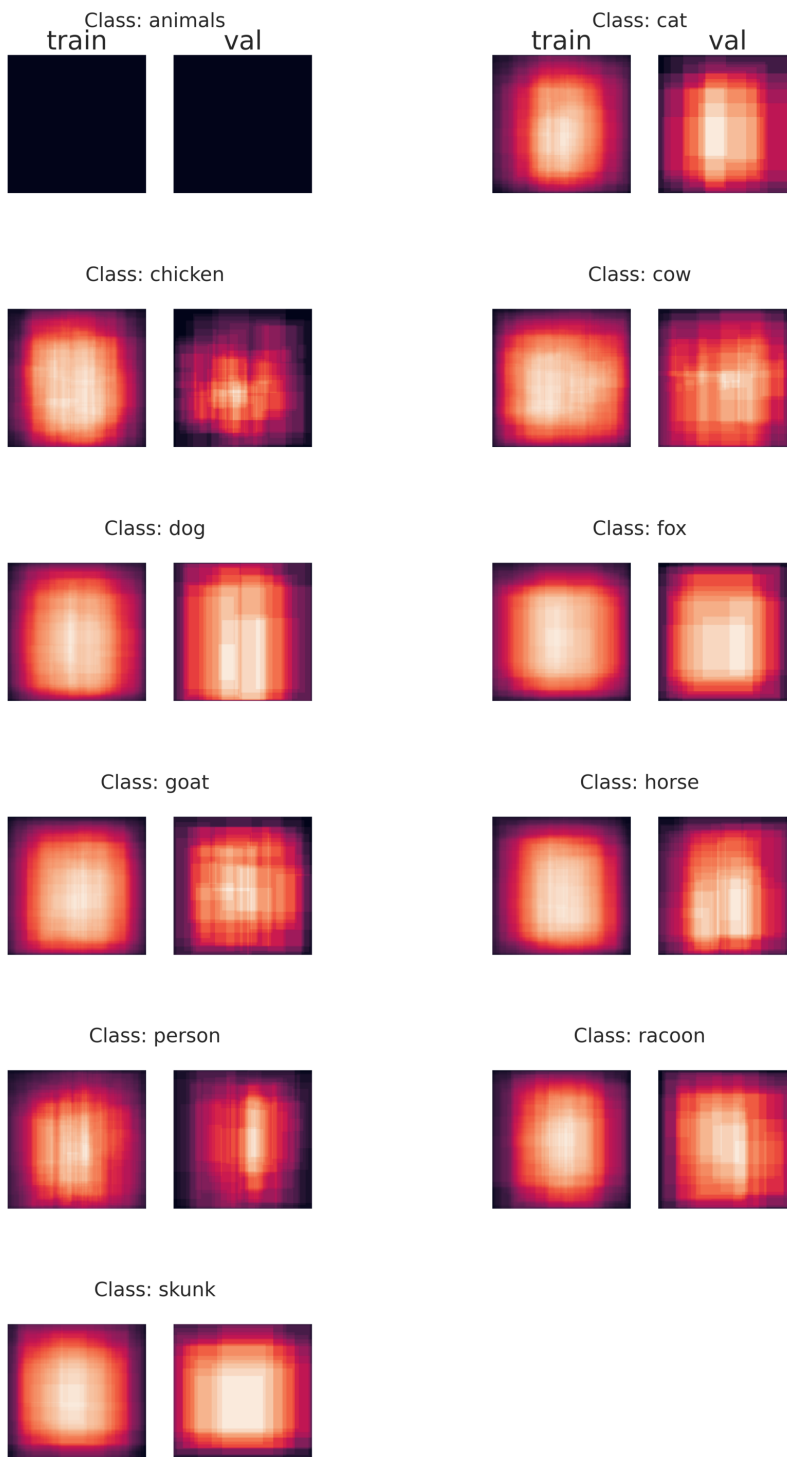 Class: animals
train val
Class: cat
train val
Class: chicken
Class: cow
Class: dog
Class: fox
Class: goat
Class: horse
Class: person
Class: racoon
Class: skunk